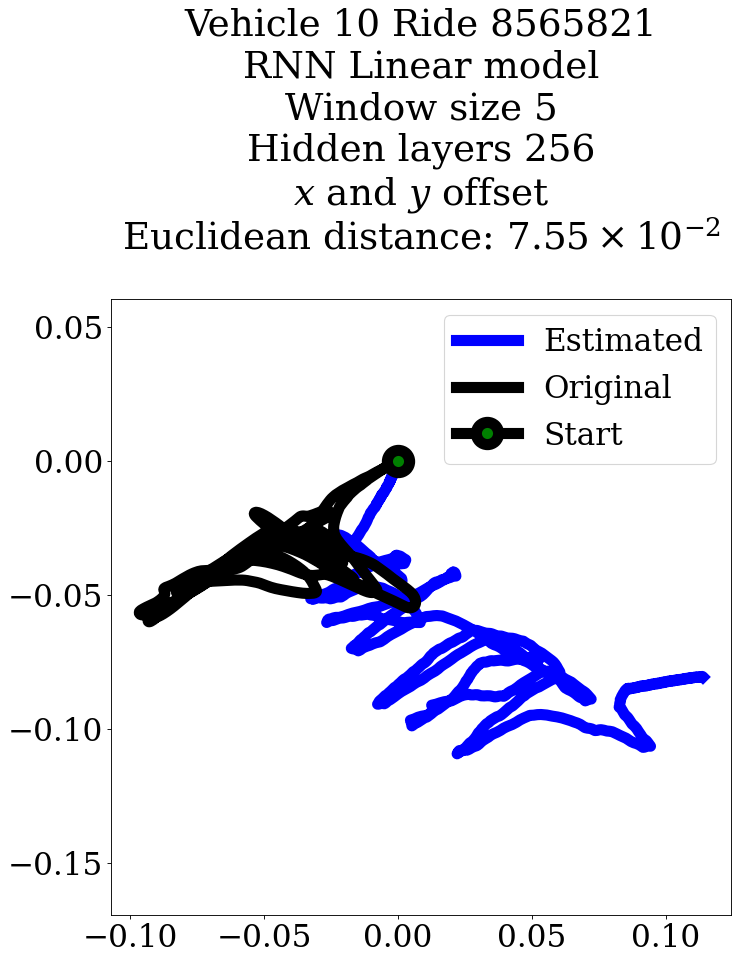 Vehicle 10 Ride 8565821
RNN Linear model
Window size 5
Hidden layers 256
x and y offset
Euclidean distance: 7.55 × 10⁻²
Estimated
Original
Start
0.05
0.00
−0.05
−0.10
−0.15
−0.10 −0.05 0.00 0.05 0.10